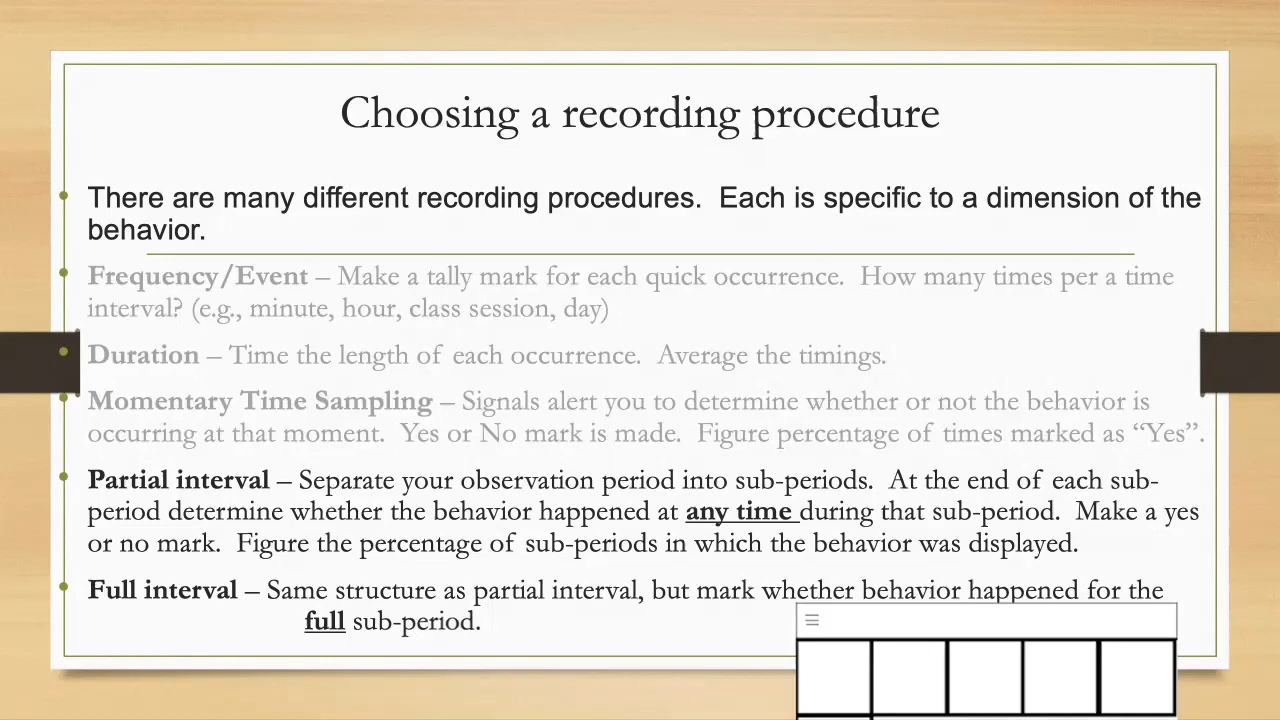 Choosing a recording procedure
• There are many different recording procedures.  Each is specific to a dimension of the
behavior.
• Frequency/Event – Make a tally mark for each quick occurrence.  How many times per a time
interval? (e.g., minute, hour, class session, day)
• Duration – Time the length of each occurrence.  Average the timings.
• Momentary Time Sampling – Signals alert you to determine whether or not the behavior is
occurring at that moment.  Yes or No mark is made.  Figure percentage of times marked as “Yes”.
• Partial interval – Separate your observation period into sub-periods.  At the end of each sub-
period determine whether the behavior happened at any time during that sub-period.  Make a yes
or no mark.  Figure the percentage of sub-periods in which the behavior was displayed.
• Full interval – Same structure as partial interval, but mark whether behavior happened for the
full sub-period.